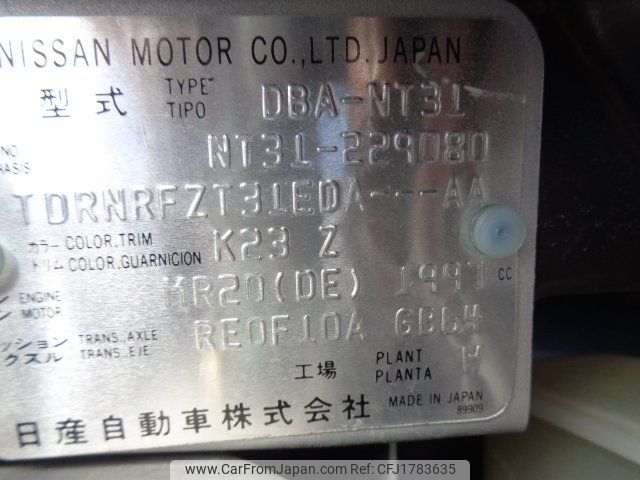 NISSAN MOTOR CO.,LTD.JAPAN
型式 TYPE TIPO DBA-NT31
NO HASIS NT31-229080
TDRNRFZT31EDA---AA
カラー COLOR,TRIM K23 Z
トリム COLOR,GUARNICION
ENGINE MR20(DE) 1997 CC
ン MOTOR
ッション TRANS.,AXLE RE0F10A GB64
クスル TRANS.,EJE
工場 PLANT PLANTA W
MADE IN JAPAN
日産自動車株式会社 89909
www.CarFromJapan.com - CFJ1783635